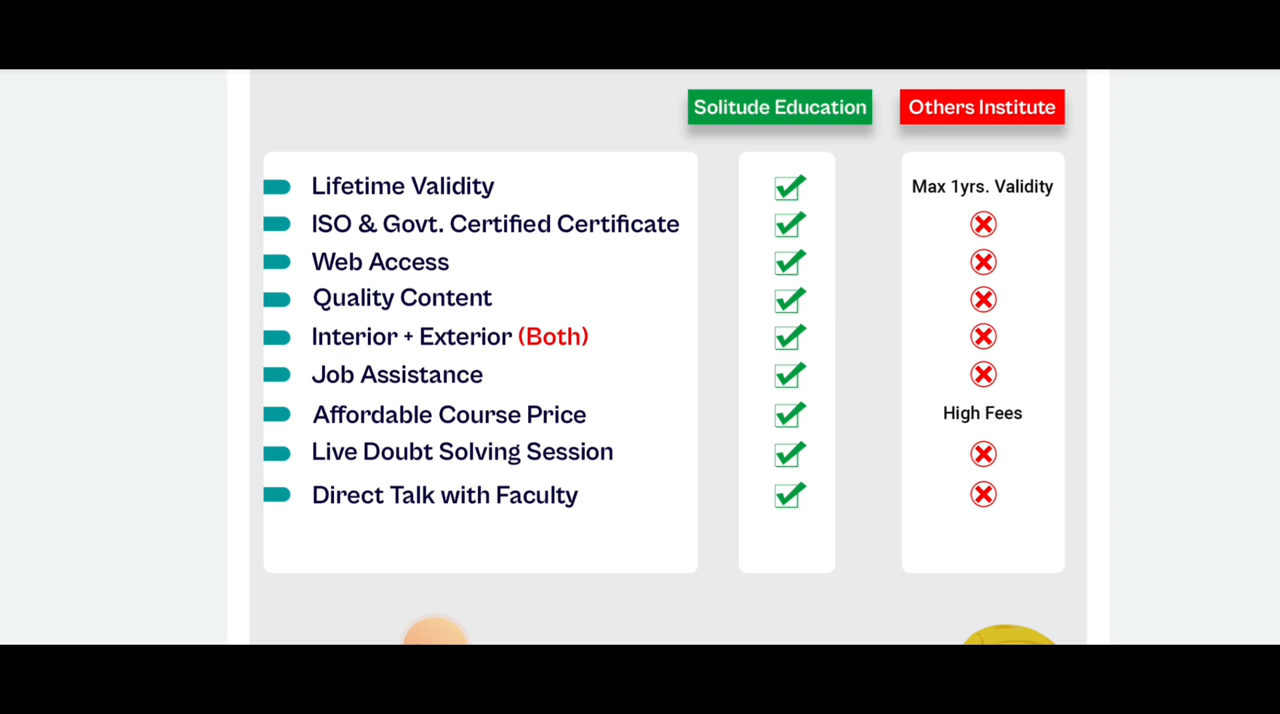 Solitude Education Others Institute
Lifetime Validity Max 1yrs. Validity
ISO & Govt. Certified Certificate
Web Access
Quality Content
Interior + Exterior (Both)
Job Assistance
Affordable Course Price High Fees
Live Doubt Solving Session
Direct Talk with Faculty